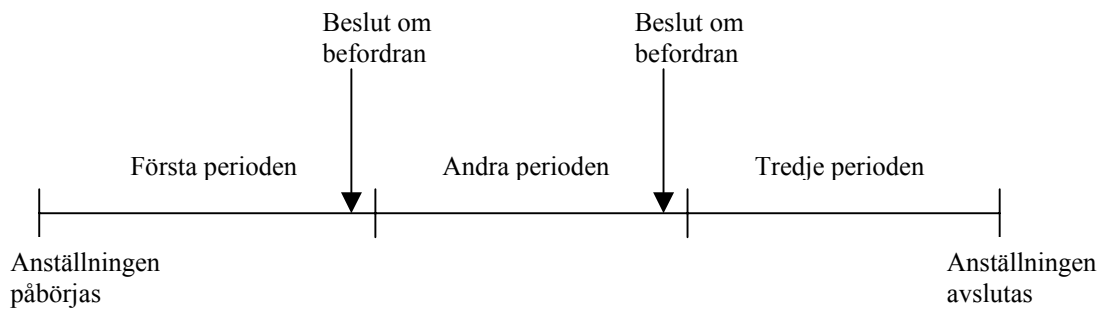 Beslut om
befordran
Beslut om
befordran
Första perioden
Andra perioden
Tredje perioden
Anställningen
påbörjas
Anställningen
avslutas